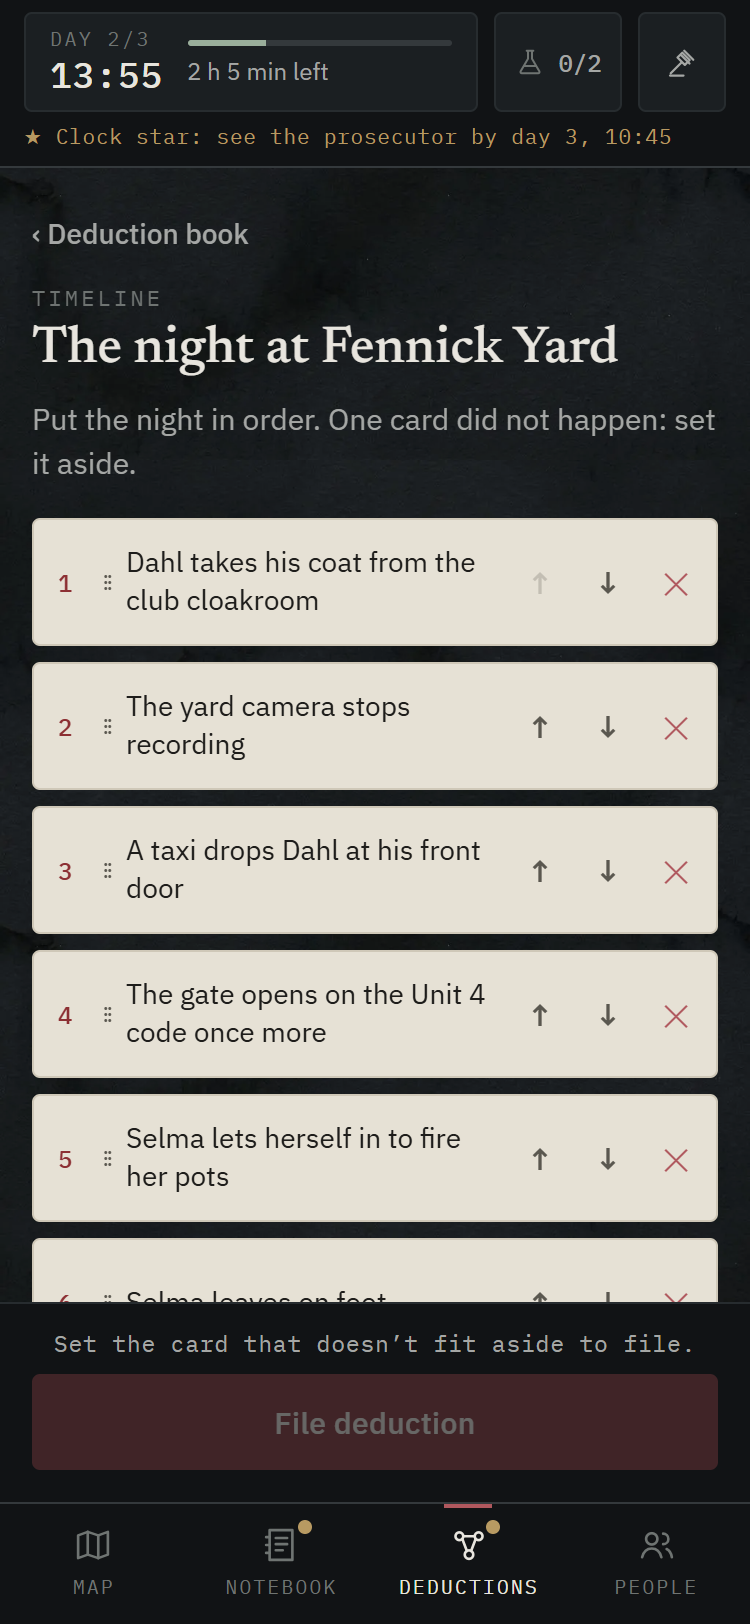 DAY 2/3
13:55
2 h 5 min left
0/2
★ Clock star: see the prosecutor by day 3, 10:45
‹ Deduction book
TIMELINE
The night at Fennick Yard
Put the night in order. One card did not happen: set
it aside.
1
Dahl takes his coat from the
club cloakroom
2
The yard camera stops
recording
3
A taxi drops Dahl at his front
door
4
The gate opens on the Unit 4
code once more
5
Selma lets herself in to fire
her pots
6
Selma leaves on foot
Set the card that doesn’t fit aside to file.
File deduction
MAP
NOTEBOOK
DEDUCTIONS
PEOPLE